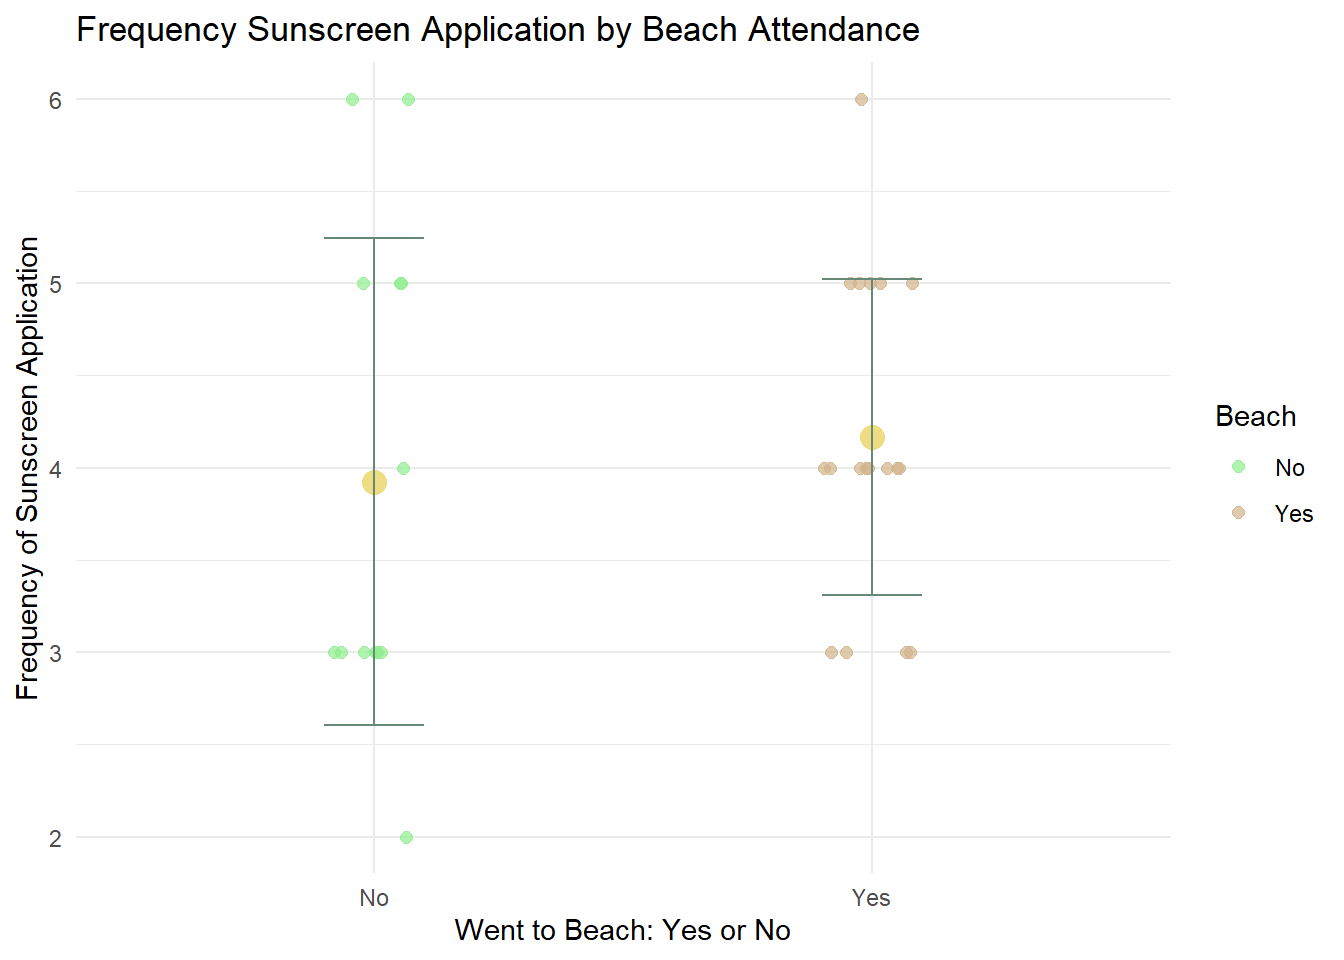 Frequency Sunscreen Application by Beach Attendance
Frequency of Sunscreen Application
6
5
4
3
2
No
Yes
Went to Beach: Yes or No
Beach
No
Yes